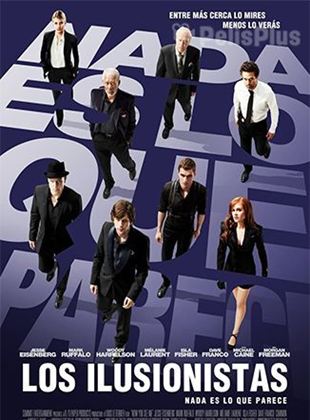 ENTRE MÁS CERCA LO MIRES
MENOS LO VERÁS
PelisPlus
NADA
ES LO
QUE
PARECE
JESSE
EISENBERG
MARK
RUFFALO
WOODY
HARRELSON
MÉLANIE
LAURENT
ISLA
FISHER
DAVE
FRANCO
MICHAEL
CAINE
MORGAN
FREEMAN
LOS ILUSIONISTAS
NADA ES LO QUE PARECE